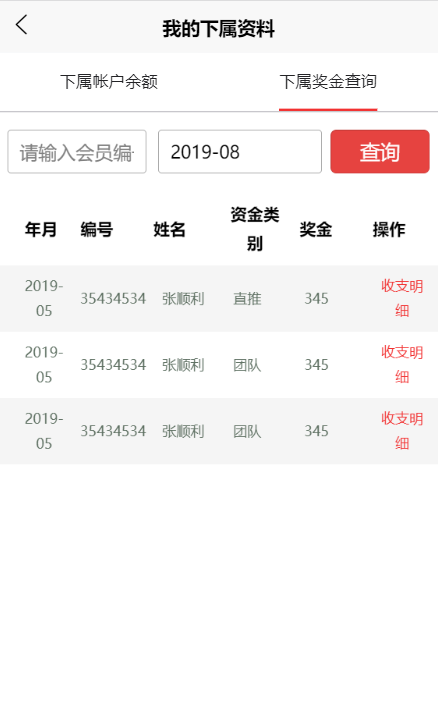 我的下属资料
下属帐户余额 下属奖金查询
请输入会员编 2019-08 查询
年月 编号 姓名 资金类
别 奖金 操作
2019-
05 35434534 张顺利 直推 345 收支明
细
2019-
05 35434534 张顺利 团队 345 收支明
细
2019-
05 35434534 张顺利 团队 345 收支明
细